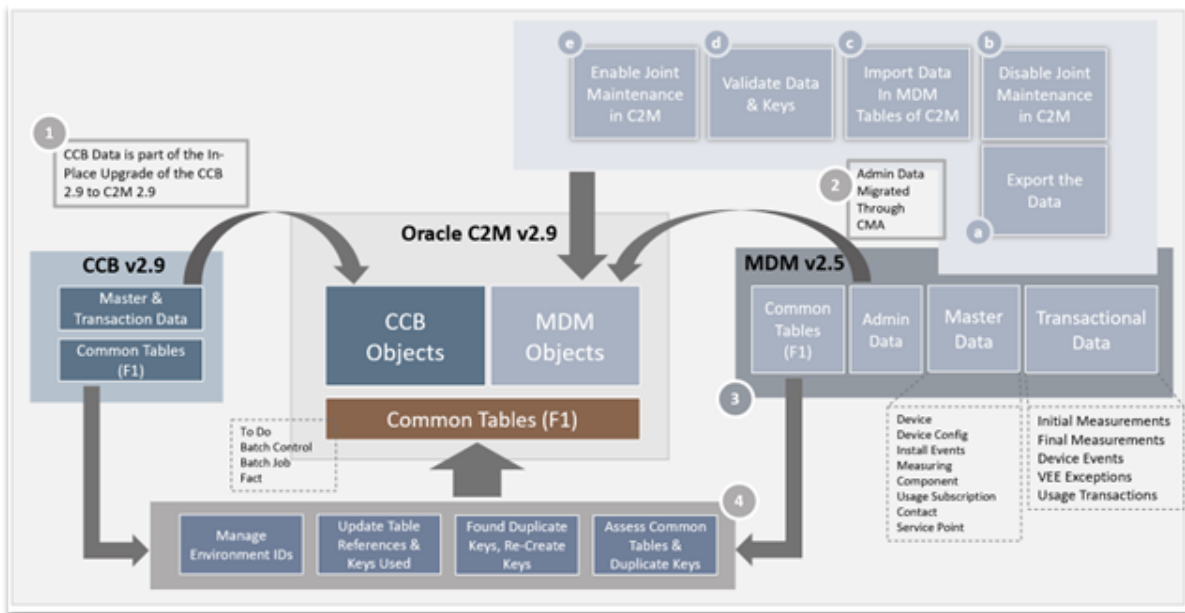 e
Enable Joint
Maintenance
in C2M
d
Validate Data
& Keys
c
Import Data
In MDM
Tables of C2M
b
Disable Joint
Maintenance
in C2M
Export the
Data
a
1
CCB Data is part of the In-
Place Upgrade of the CCB
2.9 to C2M 2.9
2
Admin Data
Migrated
Through
CMA
Oracle C2M v2.9
CCB
Objects
MDM
Objects
Common Tables (F1)
CCB v2.9
Master &
Transaction Data
Common Tables
(F1)
MDM v2.5
Common
Tables
(F1)
Admin
Data
Master
Data
Transactional
Data
3
To Do
Batch Control
Batch Job
Fact
Device
Device Config
Install Events
Measuring
Component
Usage Subscription
Contact
Service Point
Initial Measurements
Final Measurements
Device Events
VEE Exceptions
Usage Transactions
4
Manage
Environment IDs
Update Table
References &
Keys Used
Found Duplicate
Keys, Re-Create
Keys
Assess Common
Tables &
Duplicate Keys